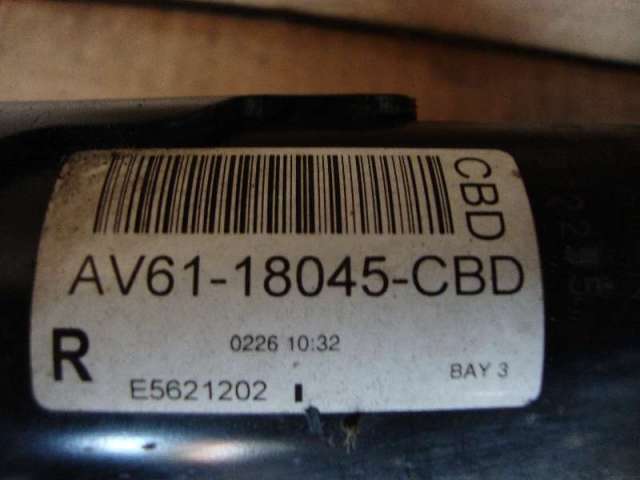 CBD
AV61-18045-CBD
R
0226 10:32
BAY 3
E5621202